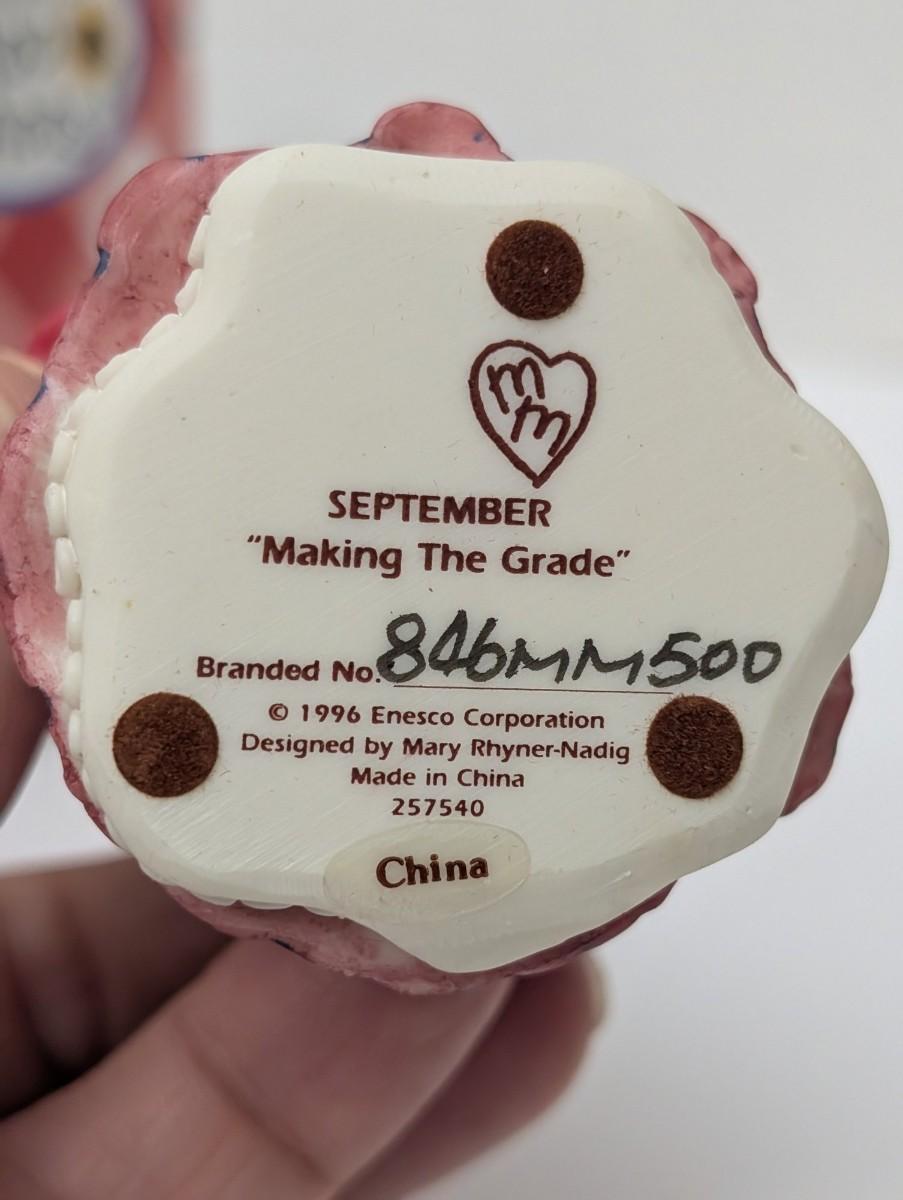 m
m
SEPTEMBER
“Making The Grade”
Branded No. 846MM500
© 1996 Enesco Corporation
Designed by Mary Rhyner-Nadig
Made in China
257540
China